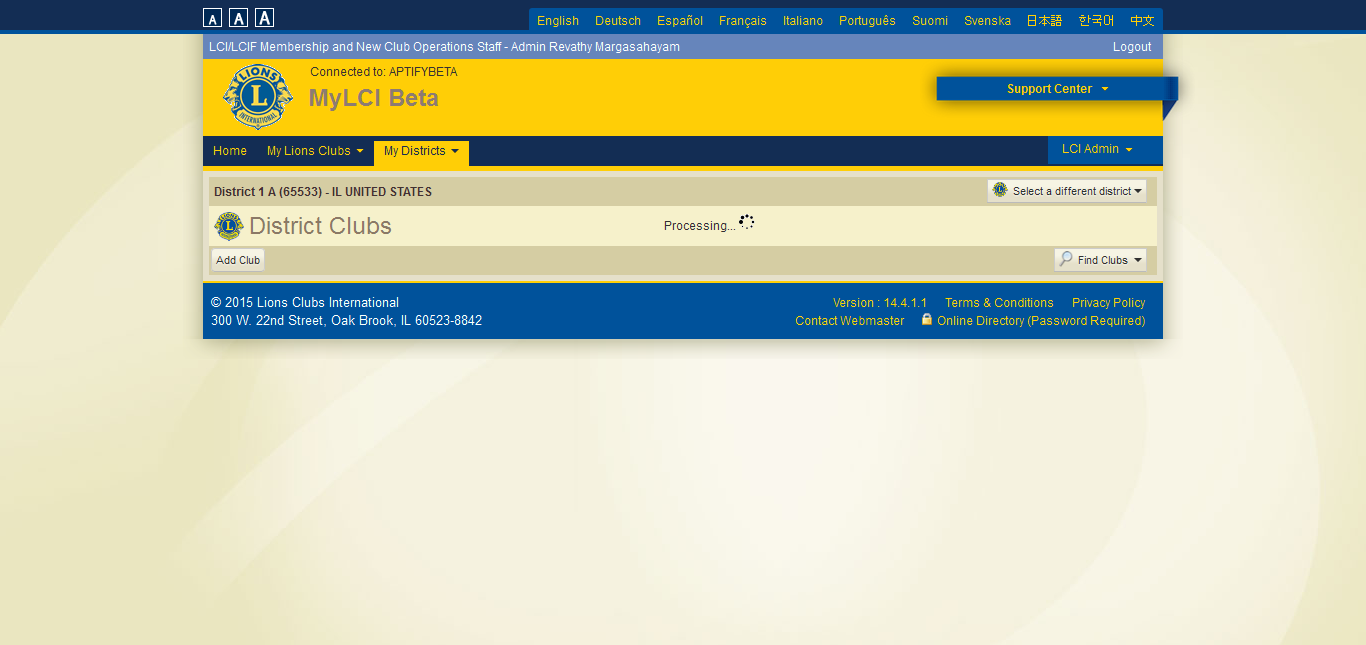 A A A English Deutsch Español Français Italiano Português Suomi Svenska 日本語 한국어 中文
LCI/LCIF Membership and New Club Operations Staff - Admin Revathy Margasahayam Logout
LIONS L INTERNATIONAL
Connected to: APTIFYBETA
MyLCI Beta
Support Center
Home My Lions Clubs My Districts LCI Admin
District 1 A (65533) - IL UNITED STATES Select a different district
District Clubs Processing...
Add Club Find Clubs
© 2015 Lions Clubs International Version : 14.4.1.1 Terms & Conditions Privacy Policy
300 W. 22nd Street, Oak Brook, IL 60523-8842 Contact Webmaster Online Directory (Password Required)